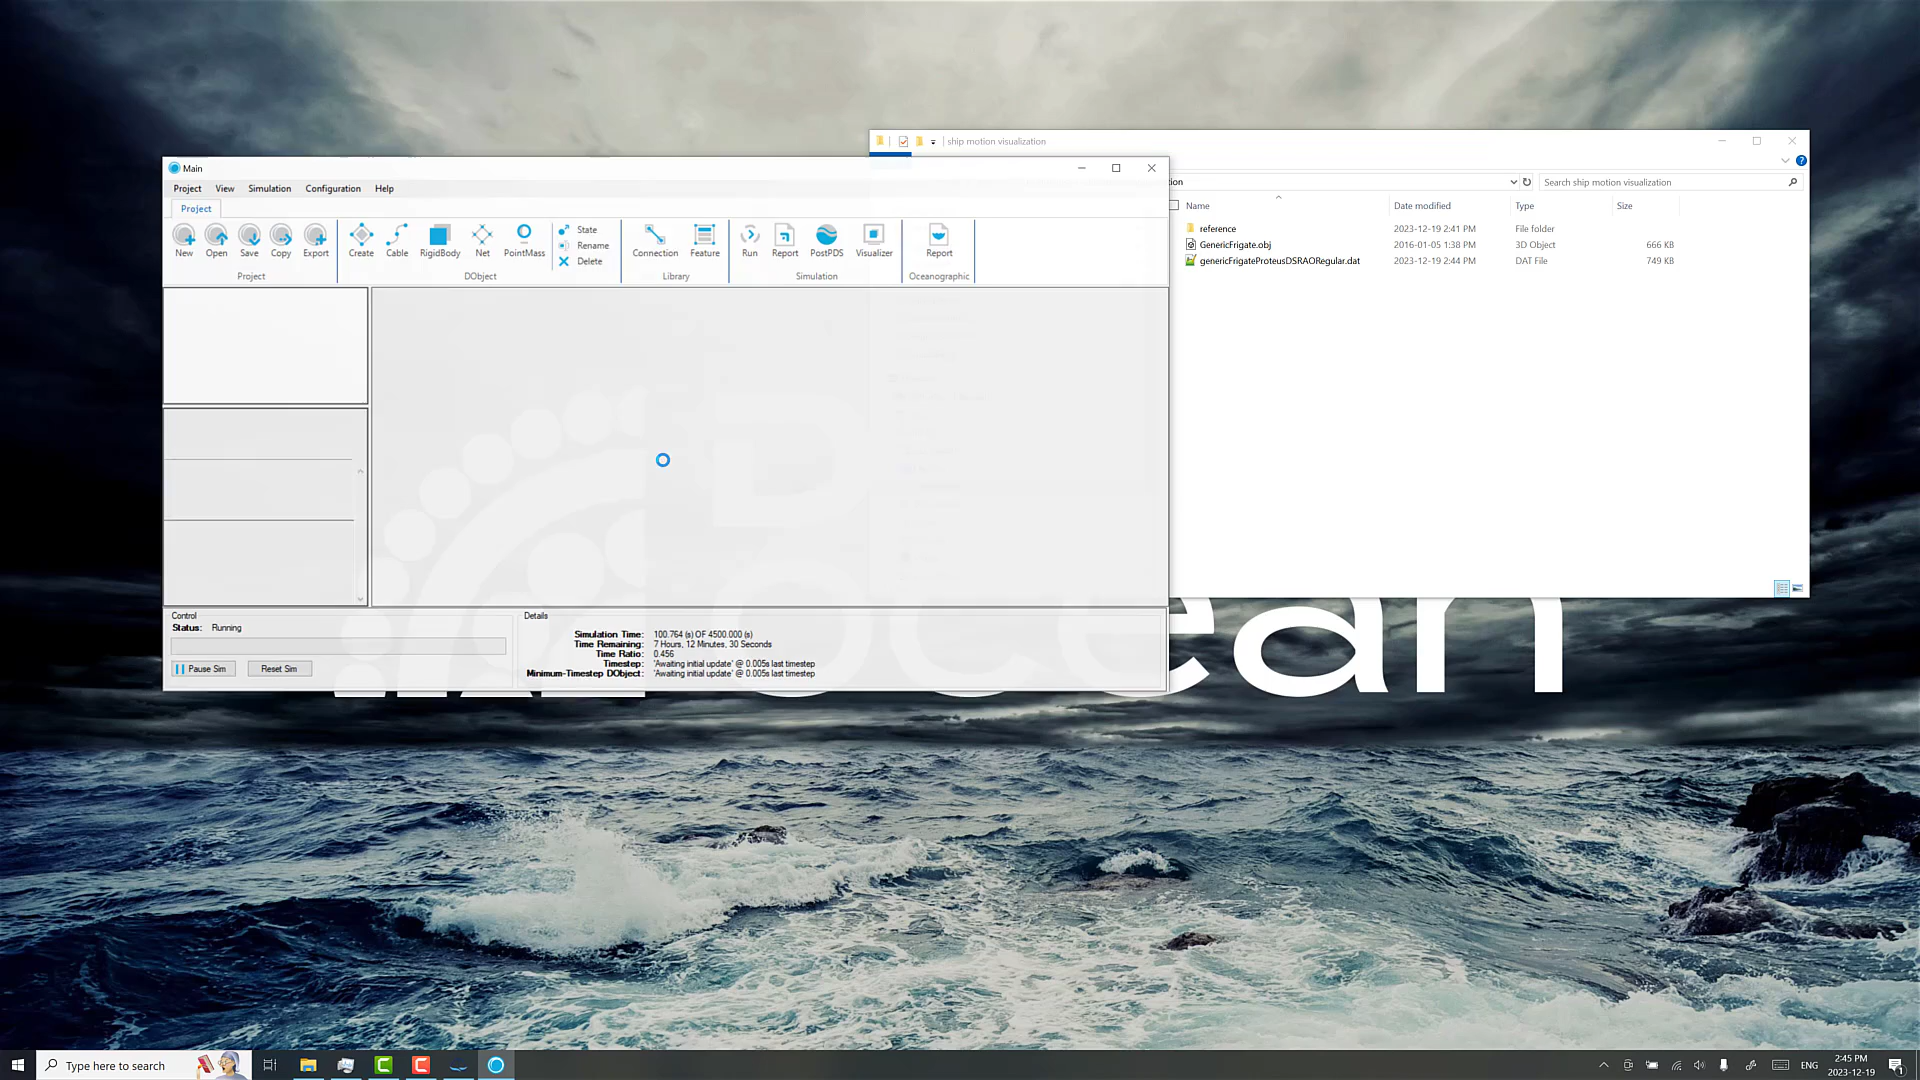 ship motion visualization
Main
Project View Simulation Configuration Help
Project
New Open Save Copy Export
Project
Create Cable RigidBody Net PointMass
State
Rename
Delete
DObject
Connection Feature
Library
Run Report PostPDS Visualizer
Simulation
Report
Oceanographic
tion
Search ship motion visualization
Name Date modified Type Size
reference 2023-12-19 2:41 PM File folder
GenericFrigate.obj 2016-01-05 1:38 PM 3D Object 666 KB
genericFrigateProteusDSRAORegular.dat 2023-12-19 2:44 PM DAT File 749 KB
Control
Status: Running
Pause Sim Reset Sim
Details
Simulation Time: 100.764 (s) OF 4500.000 (s)
Time Remaining: 7 Hours, 12 Minutes, 30 Seconds
Time Ratio: 0.456
Timestep: 'Awaiting initial update' @ 0.005s last timestep
Minimum-Timestep DObject: 'Awaiting initial update' @ 0.005s last timestep
ocean
Type here to search
ENG
2:45 PM
2023-12-19
1